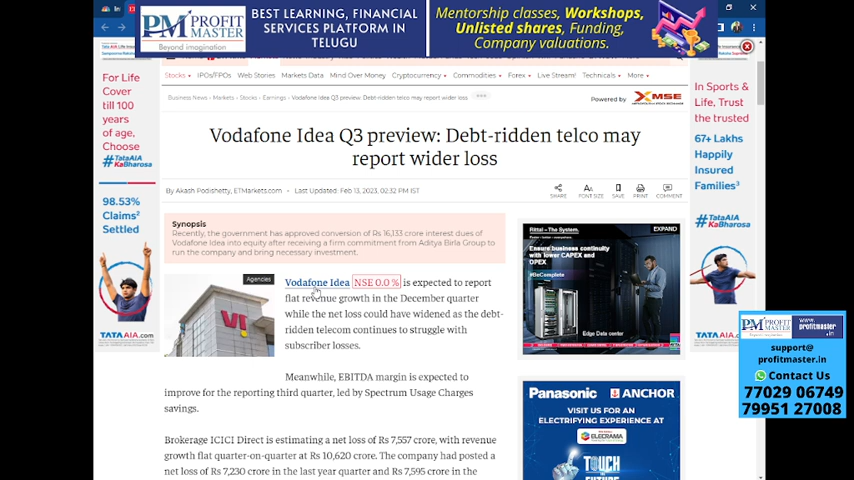 PM PROFIT MASTER
Beyond imagination
BEST LEARNING, FINANCIAL
SERVICES PLATFORM IN
TELUGU
Mentorship classes, Workshops,
Unlisted shares, Funding,
Company valuations.
Stocks IPOs/FPOs Web Stories Markets Data Mind Over Money Cryptocurrency Commodities Forex Live Stream! Technicals More
Business News › Markets › Stocks › Earnings › Vodafone Idea Q3 preview: Debt-ridden telco may report wider loss
Powered by MSE
Vodafone Idea Q3 preview: Debt-ridden telco may
report wider loss
By Akash Podishetty, ETMarkets.com • Last Updated: Feb 13, 2023, 02:32 PM IST
SHARE FONT SIZE SAVE PRINT COMMENT
Synopsis
Recently, the government has approved conversion of Rs 16,133 crore interest dues of
Vodafone Idea into equity after receiving a firm commitment from Aditya Birla Group to
run the company and bring necessary investment.
Agencies
Vodafone Idea NSE 0.0 % is expected to report
flat revenue growth in the December quarter
while the net loss could have widened as the debt-
ridden telecom continues to struggle with
subscriber losses.
Meanwhile, EBITDA margin is expected to
improve for the reporting third quarter, led by Spectrum Usage Charges
savings.
Brokerage ICICI Direct is estimating a net loss of Rs 7,557 crore, with revenue
growth flat quarter-on-quarter at Rs 10,620 crore. The company had posted a
net loss of Rs 7,230 crore in the last year quarter and Rs 7,595 crore in the
For Life
Cover
till 100
years
of age,
Choose
#TataAIA
KaBharosa
98.53%
Claims²
Settled
TATAAIA.com
Rittal – The System.
EXPAND
Ensure business continuity
with lower CAPEX and
OPEX
#BeComplete
Edge Data center
Panasonic ANCHOR
VISIT US FOR AN
ELECTRIFYING EXPERIENCE AT
ELECRAMA
TOUCH
In Sports &
Life, Trust
the trusted
67+ Lakhs
Happily
Insured
Families³
#TataAIA
KaBharosa
TATAAIA.com
PM PROFIT MASTER
www.profitmaster.in
support@
profitmaster.in
Contact Us
77029 06749
79951 27008